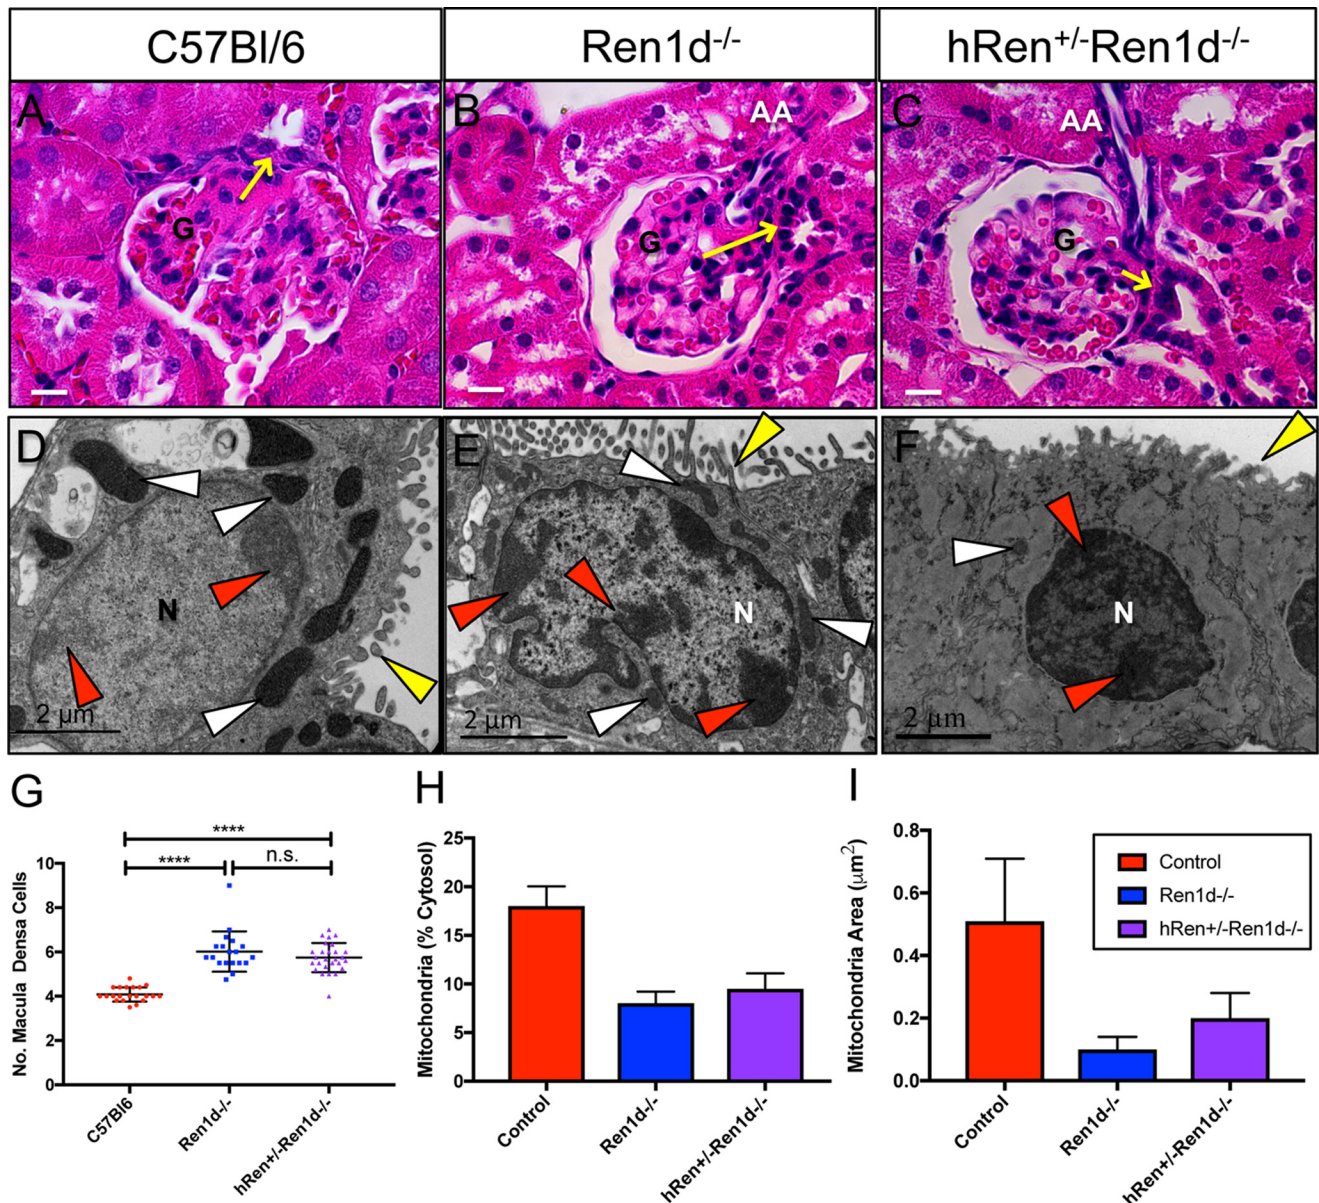 C57Bl/6
Ren1d-/-
hRen+/-Ren1d-/-
A
G
B
AA
G
C
AA
G
D
N
2 µm
E
N
2 µm
F
N
2 µm
G
No. Macula Densa Cells
10
8
6
4
2
0
****
****
n.s.
C57Bl6
Ren1d-/-
hRen+/-Ren1d-/-
H
Mitochondria (% Cytosol)
25
20
15
10
5
0
Control
Ren1d-/-
hRen+/-Ren1d-/-
I
Mitochondria Area (µm2)
0.8
0.6
0.4
0.2
0.0
Control
Ren1d-/-
hRen+/-Ren1d-/-
Control
Ren1d-/-
hRen+/-Ren1d-/-